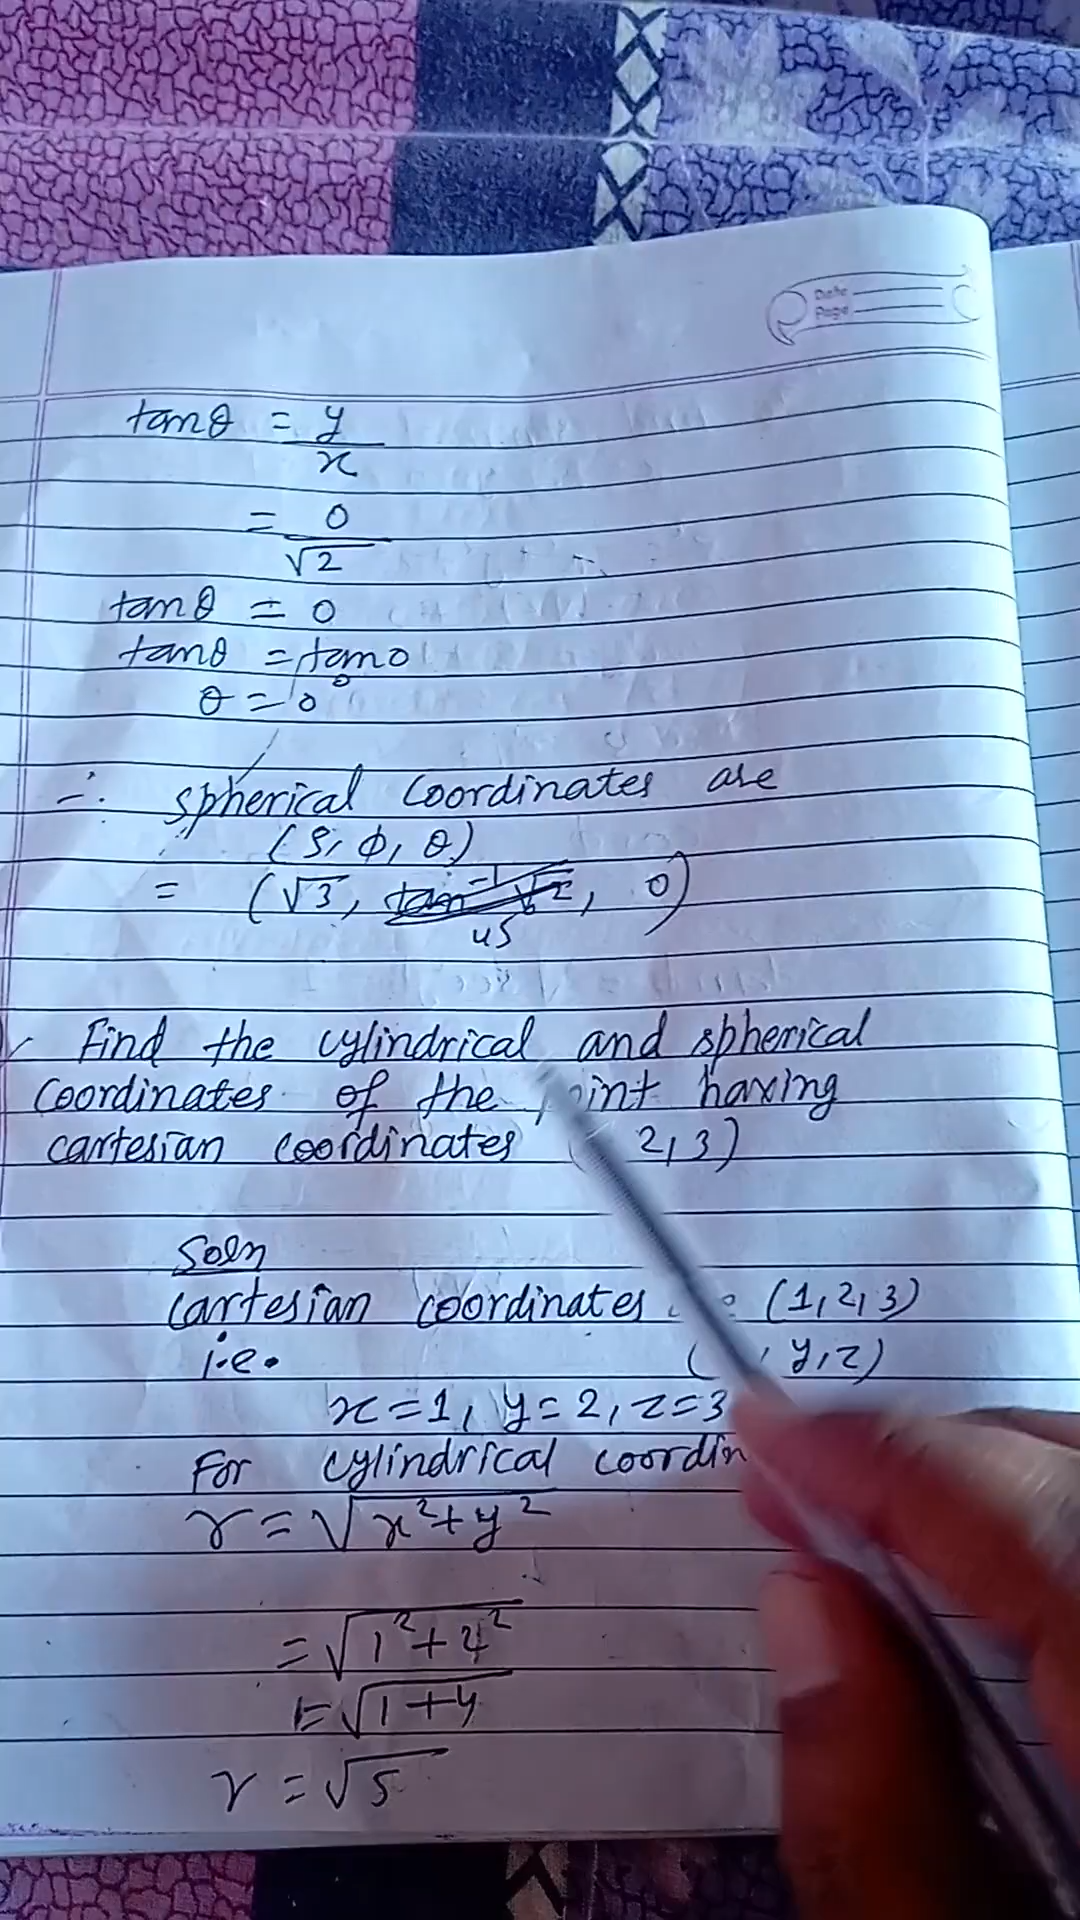 Date
Page
tanθ = y
x
= 0
√2
tanθ = 0
tanθ = tan0
θ = 0°
∴ spherical coordinates are
(ρ, φ, θ)
= (√3, tan⁻¹ √2, 0)
45
Find the cylindrical and spherical
coordinates of the point having
cartesian coordinates ( 2,3)
Soln
cartesian coordinates (1,2,3)
i.e. ( , y,z)
x=1, y=2, z=3
For cylindrical coordin
r=√x²+y²
=√1²+4²
=√1+4
r =√5